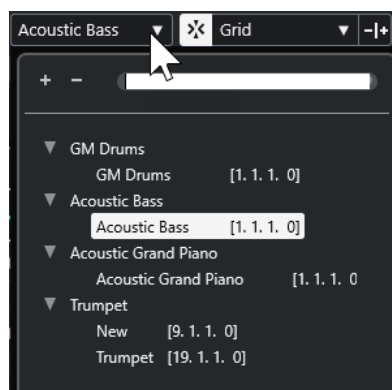 Acoustic Bass Grid
+ −
GM Drums
GM Drums [1. 1. 1. 0]
Acoustic Bass
Acoustic Bass [1. 1. 1. 0]
Acoustic Grand Piano
Acoustic Grand Piano [1. 1. 1. 0
Trumpet
New [9. 1. 1. 0]
Trumpet [19. 1. 1. 0]